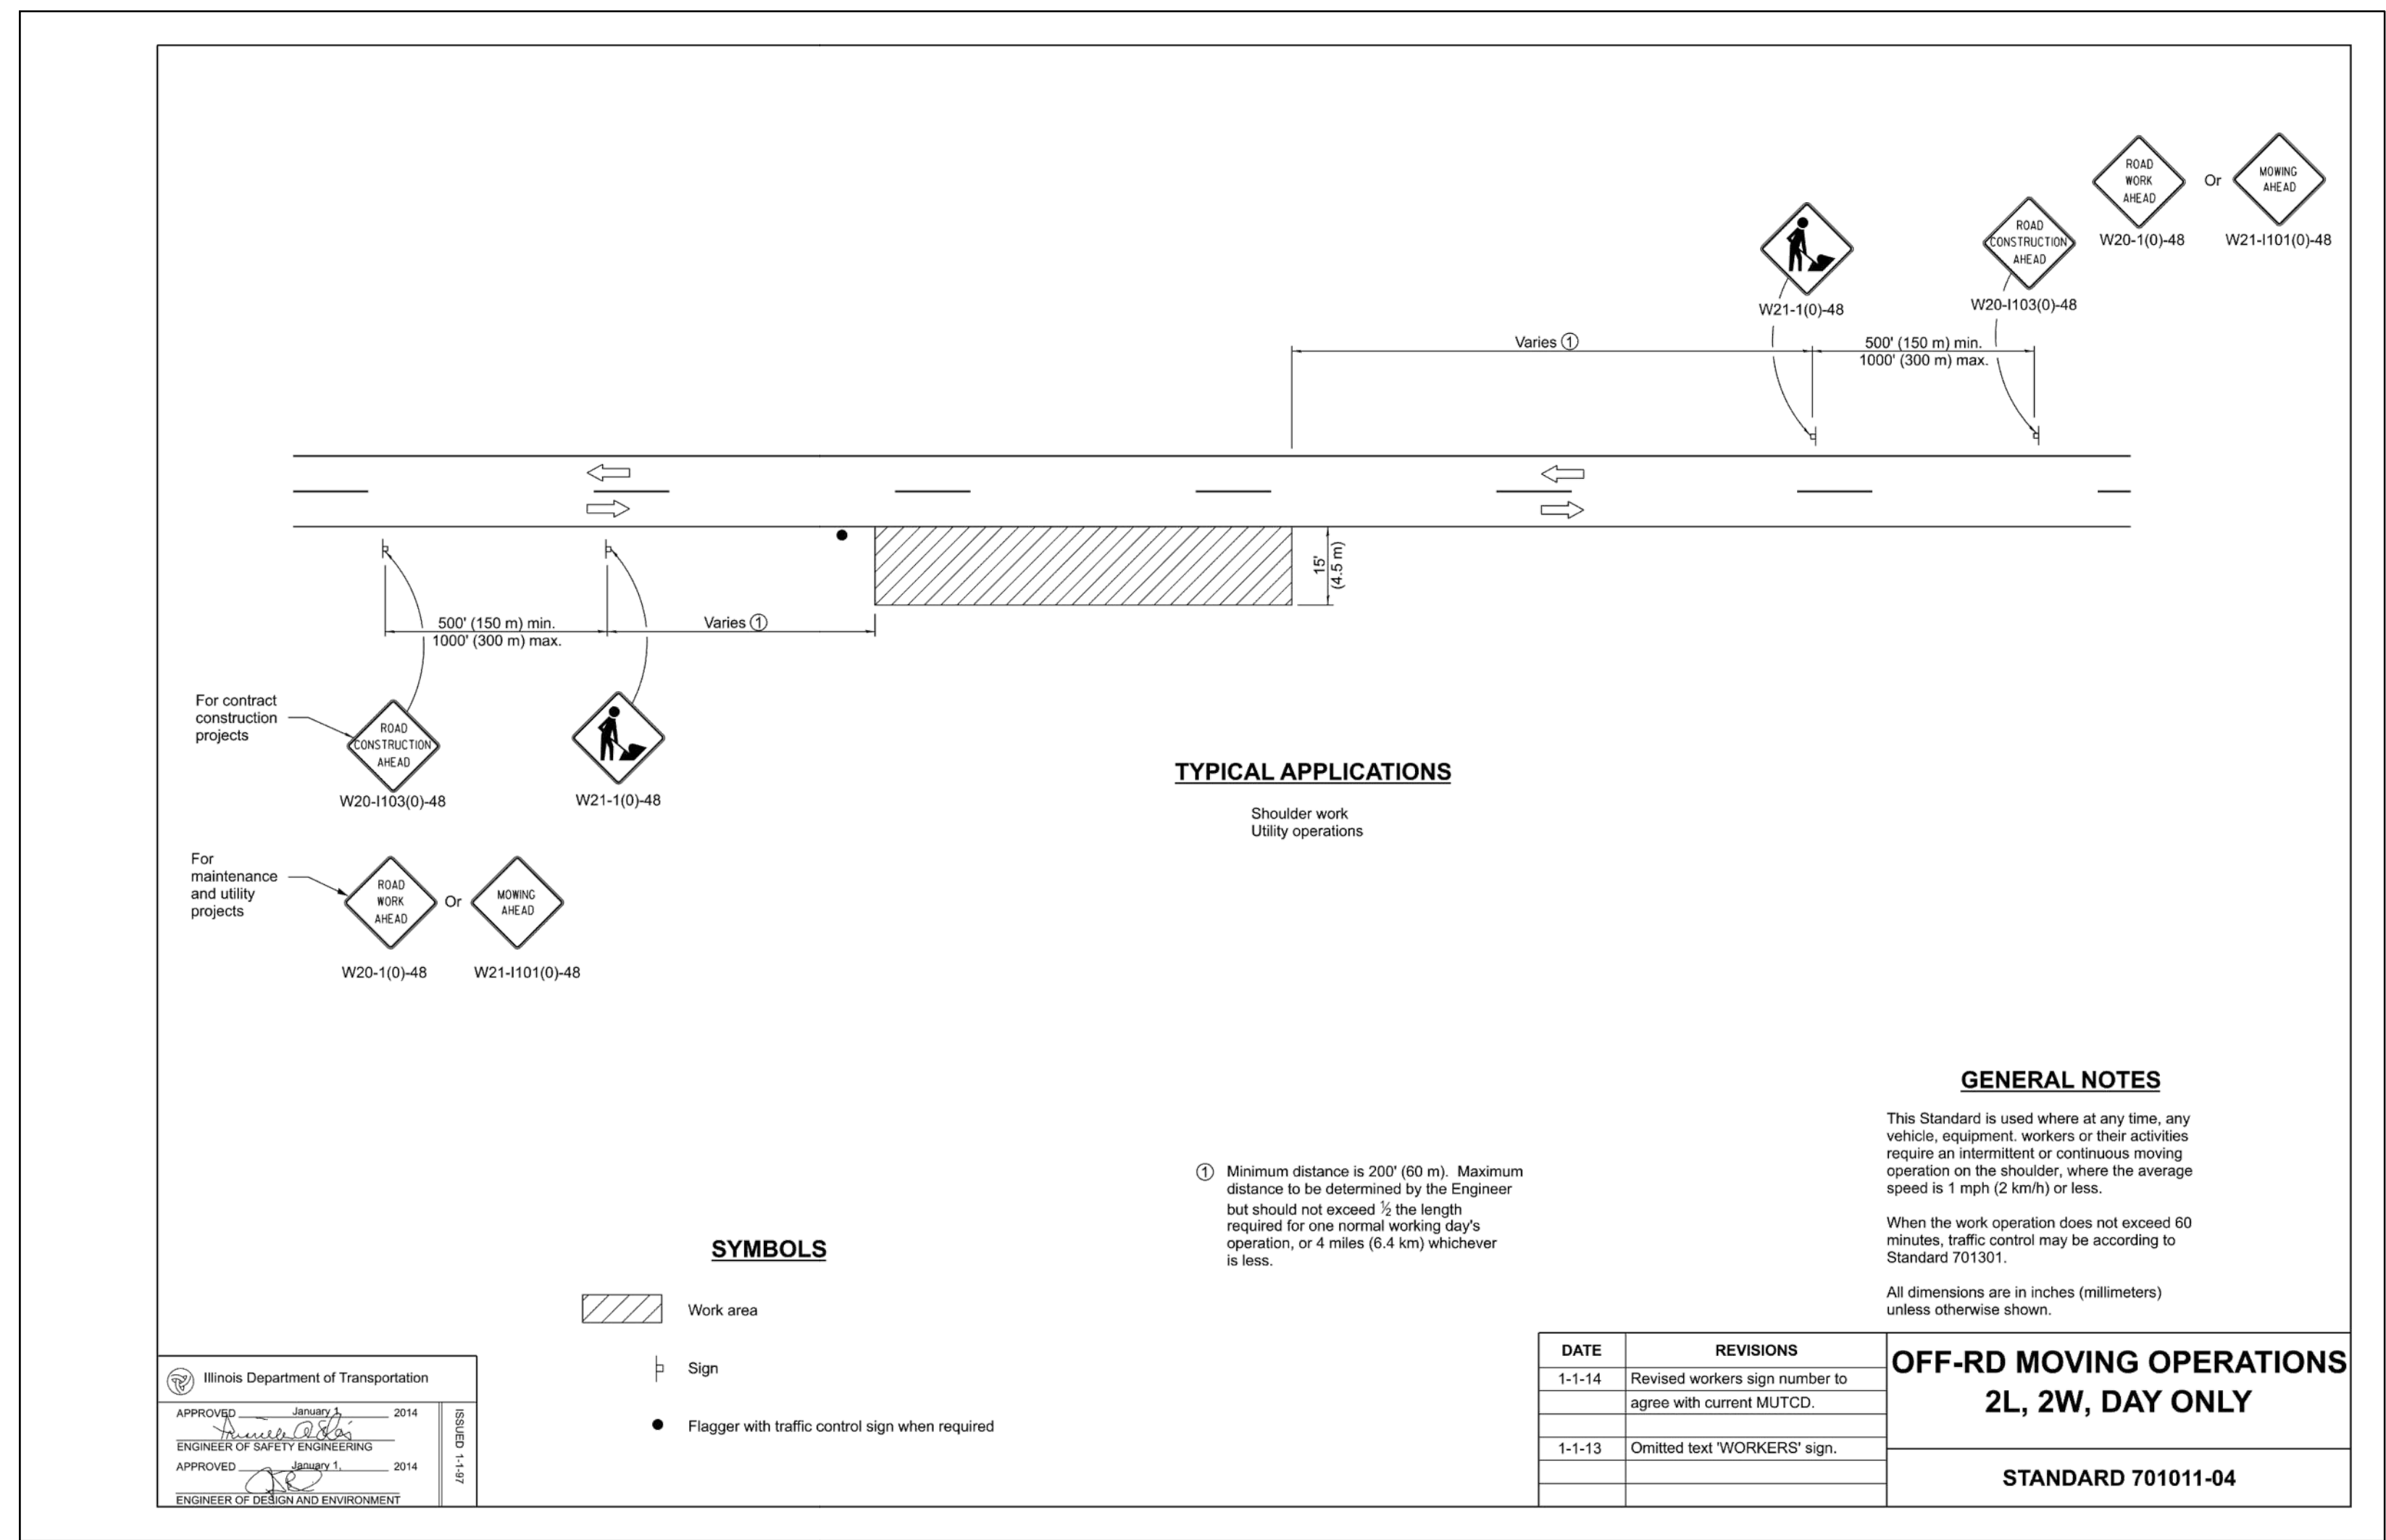 ROAD
WORK
AHEAD
Or
MOWING
AHEAD
W20-1(0)-48
W21-I101(0)-48
ROAD
CONSTRUCTION
AHEAD
W20-I103(0)-48
W21-1(0)-48
Varies ①
500' (150 m) min.
1000' (300 m) max.
15'
(4.5 m)
500' (150 m) min.
1000' (300 m) max.
Varies ①
For contract
construction
projects
ROAD
CONSTRUCTION
AHEAD
W20-I103(0)-48
W21-1(0)-48
For
maintenance
and utility
projects
ROAD
WORK
AHEAD
Or
MOWING
AHEAD
W20-1(0)-48
W21-I101(0)-48
TYPICAL APPLICATIONS
Shoulder work
Utility operations
① Minimum distance is 200' (60 m). Maximum
distance to be determined by the Engineer
but should not exceed ½ the length
required for one normal working day's
operation, or 4 miles (6.4 km) whichever
is less.
GENERAL NOTES
This Standard is used where at any time, any
vehicle, equipment. workers or their activities
require an intermittent or continuous moving
operation on the shoulder, where the average
speed is 1 mph (2 km/h) or less.
When the work operation does not exceed 60
minutes, traffic control may be according to
Standard 701301.
All dimensions are in inches (millimeters)
unless otherwise shown.
SYMBOLS
Work area
Sign
Flagger with traffic control sign when required
Illinois Department of Transportation
APPROVED January 1, 2014
ENGINEER OF SAFETY ENGINEERING
APPROVED January 1, 2014
ENGINEER OF DESIGN AND ENVIRONMENT
ISSUED 1-1-97
DATE REVISIONS
1-1-14 Revised workers sign number to
agree with current MUTCD.
1-1-13 Omitted text 'WORKERS' sign.
OFF-RD MOVING OPERATIONS
2L, 2W, DAY ONLY
STANDARD 701011-04